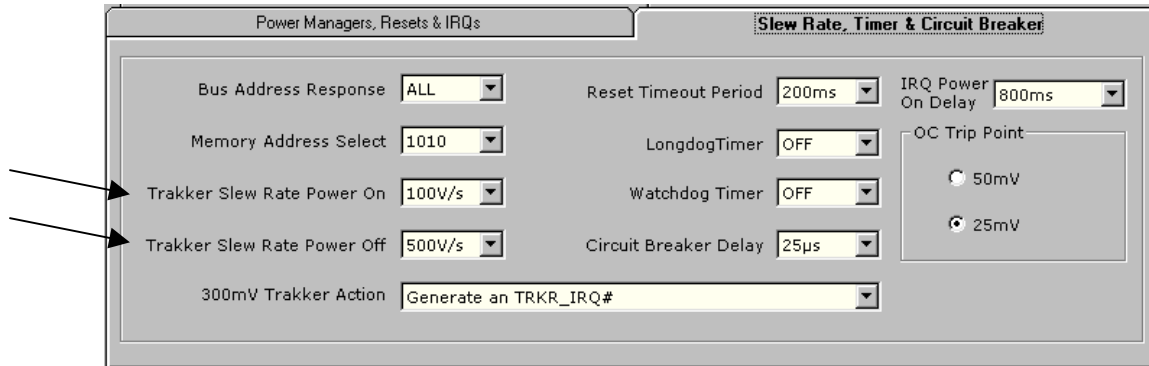 Power Managers, Resets & IRQs
Slew Rate, Timer & Circuit Breaker
Bus Address Response ALL
Memory Address Select 1010
Trakker Slew Rate Power On 100V/s
Trakker Slew Rate Power Off 500V/s
300mV Trakker Action Generate an TRKR_IRQ#
Reset Timeout Period 200ms
LongdogTimer OFF
Watchdog Timer OFF
Circuit Breaker Delay 25µs
IRQ Power
On Delay 800ms
OC Trip Point
50mV
25mV